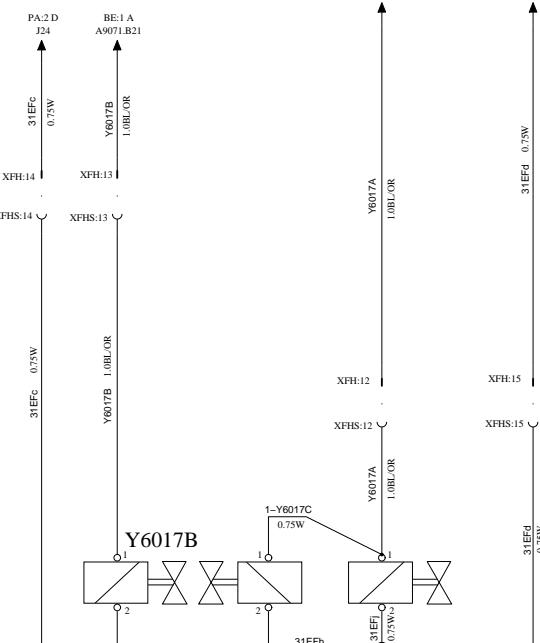 PA:2 D
J24
BE:1 A
A9071.B21
31EFc
0.75W
Y6017B
1.0BL/OR
XFH:14
XFH:13
XFHS:13
Y6017A
1.0BL/OR
31EFd 0.75W
31EFc 0.75W
Y6017B 1.0BL/OR
XFH:12
XFH:15
XFHS:12
XFHS:15
Y6017A
1.0BL/OR
1–Y6017C
0.75W
31EFd
Y6017B
1
1
1
2
2
2
31EFj
0.75W
31EFh